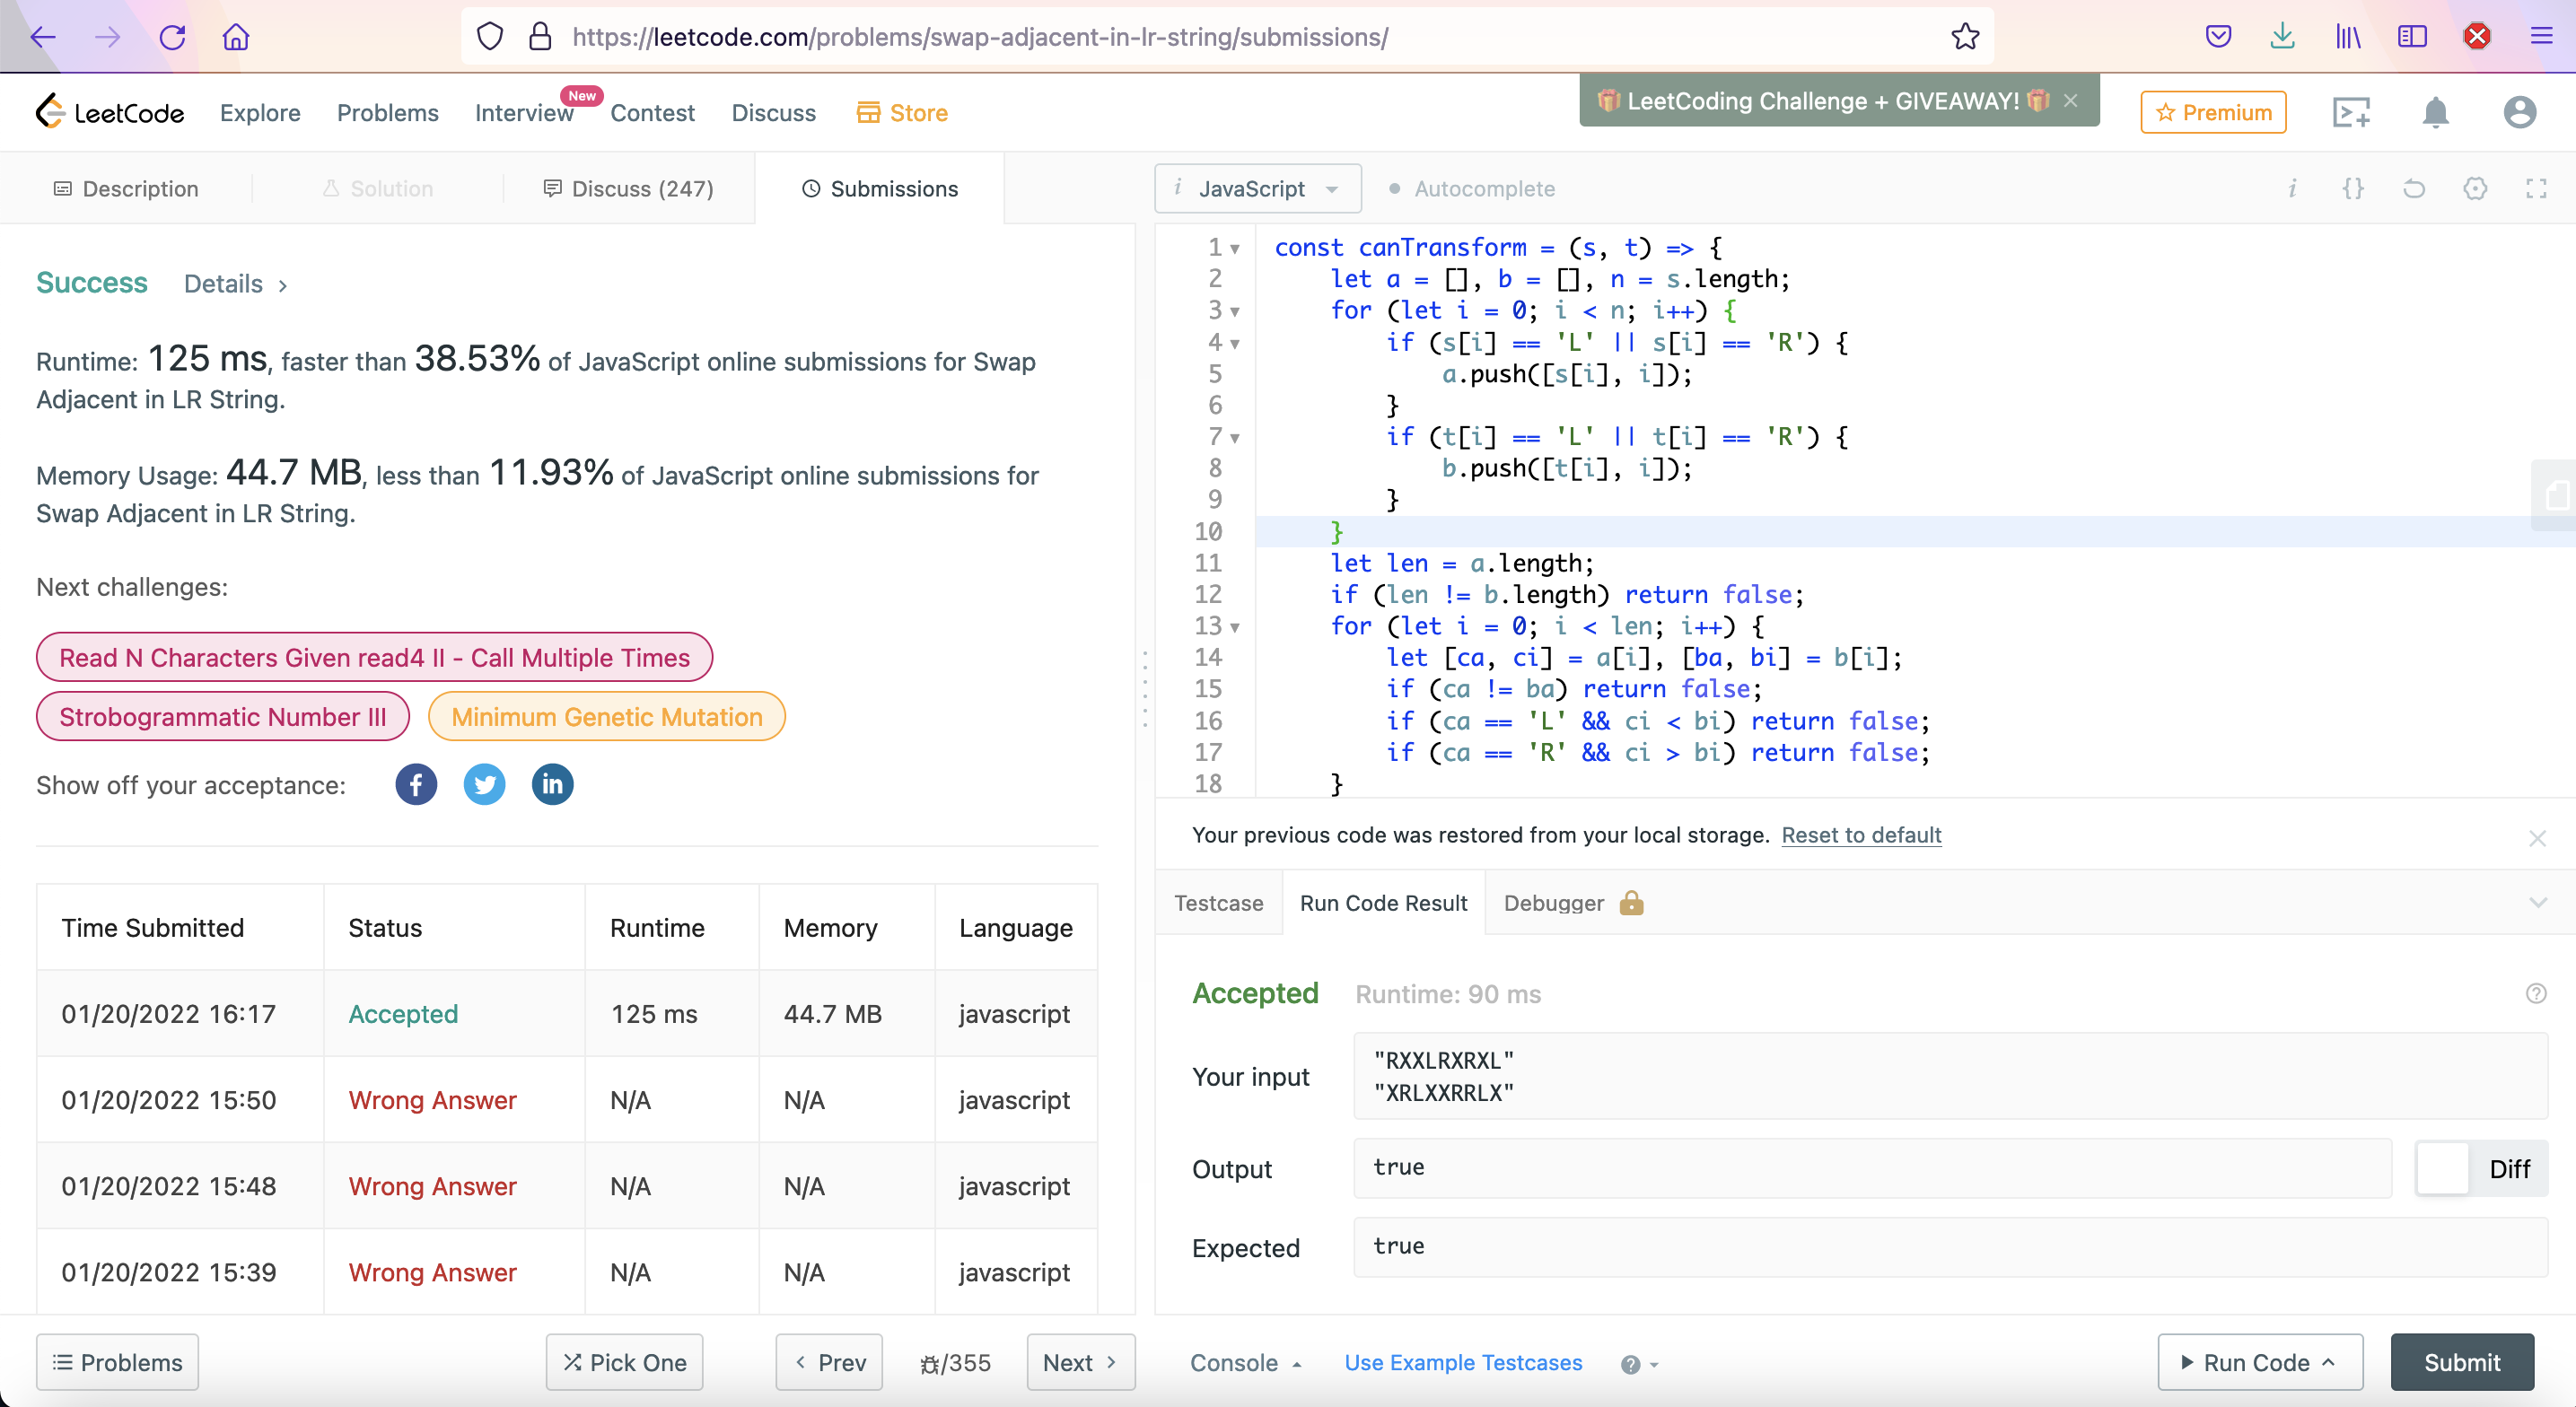 https://leetcode.com/problems/swap-adjacent-in-lr-string/submissions/
LeetCode
Explore
Problems
Interview
New
Contest
Discuss
Store
🎁 LeetCoding Challenge + GIVEAWAY! 🎁 ×
Premium
Description
Solution
Discuss (247)
Submissions
i JavaScript
Autocomplete
i {}
Success Details >
Runtime: 125 ms, faster than 38.53% of JavaScript online submissions for Swap
Adjacent in LR String.
Memory Usage: 44.7 MB, less than 11.93% of JavaScript online submissions for
Swap Adjacent in LR String.
Next challenges:
Read N Characters Given read4 II - Call Multiple Times
Strobogrammatic Number III
Minimum Genetic Mutation
Show off your acceptance:
Time Submitted Status Runtime Memory Language
01/20/2022 16:17 Accepted 125 ms 44.7 MB javascript
01/20/2022 15:50 Wrong Answer N/A N/A javascript
01/20/2022 15:48 Wrong Answer N/A N/A javascript
01/20/2022 15:39 Wrong Answer N/A N/A javascript
Problems
Pick One
< Prev
/355
Next >
1 const canTransform = (s, t) => {
2 let a = [], b = [], n = s.length;
3 for (let i = 0; i < n; i++) {
4 if (s[i] == 'L' || s[i] == 'R') {
5 a.push([s[i], i]);
6 }
7 if (t[i] == 'L' || t[i] == 'R') {
8 b.push([t[i], i]);
9 }
10 }
11 let len = a.length;
12 if (len != b.length) return false;
13 for (let i = 0; i < len; i++) {
14 let [ca, ci] = a[i], [ba, bi] = b[i];
15 if (ca != ba) return false;
16 if (ca == 'L' && ci < bi) return false;
17 if (ca == 'R' && ci > bi) return false;
18 }
Your previous code was restored from your local storage. Reset to default
Testcase
Run Code Result
Debugger
Accepted Runtime: 90 ms
Your input
"RXXLRXRXL"
"XRLXXRRLX"
Output
true
Diff
Expected
true
Console
Use Example Testcases
Run Code
Submit